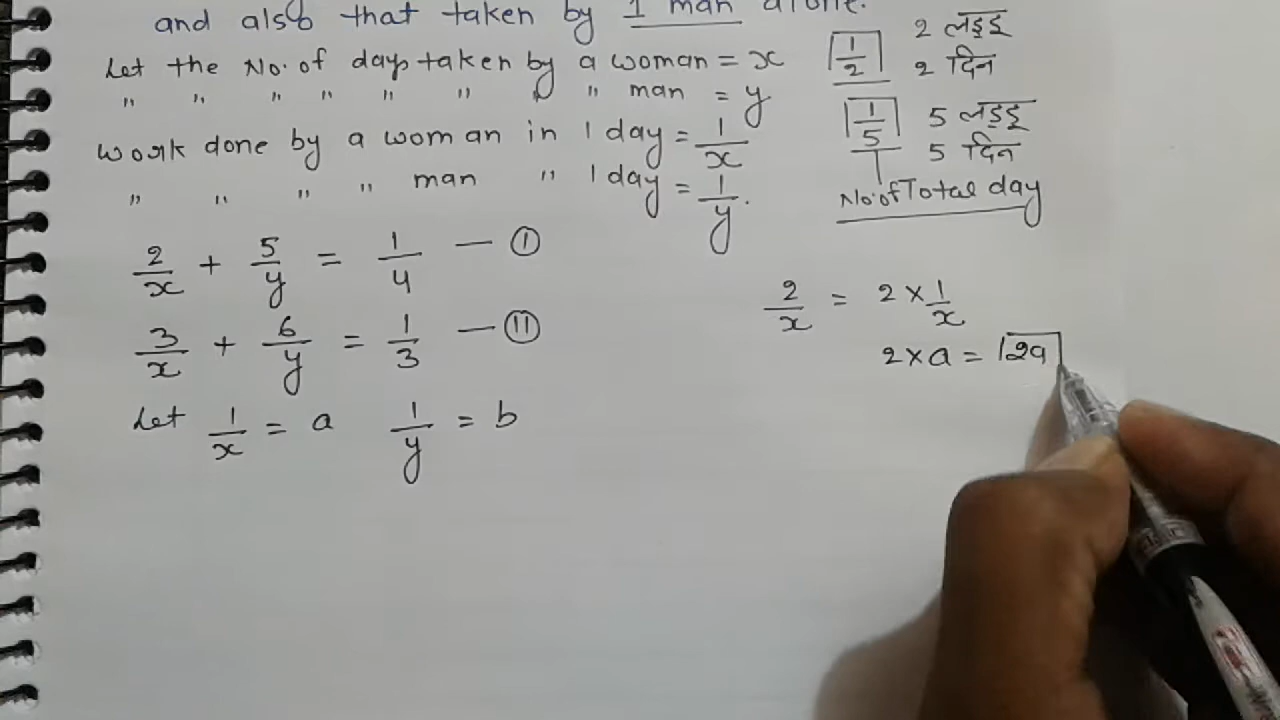 and also that taken by 1 man alone.
Let the No. of days taken by a woman = x
" " " " " " " " man = y
Work done by a woman in 1 day = 1/x
" " " " man " 1 day = 1/y.
2/x + 5/y = 1/4 — (I)
3/x + 6/y = 1/3 — (II)
Let 1/x = a 1/y = b
1/2 2 लड्डू
2 दिन
1/5 5 लड्डू
5 दिन
No. of Total day
2/x = 2 × 1/x
2 × a = 2a